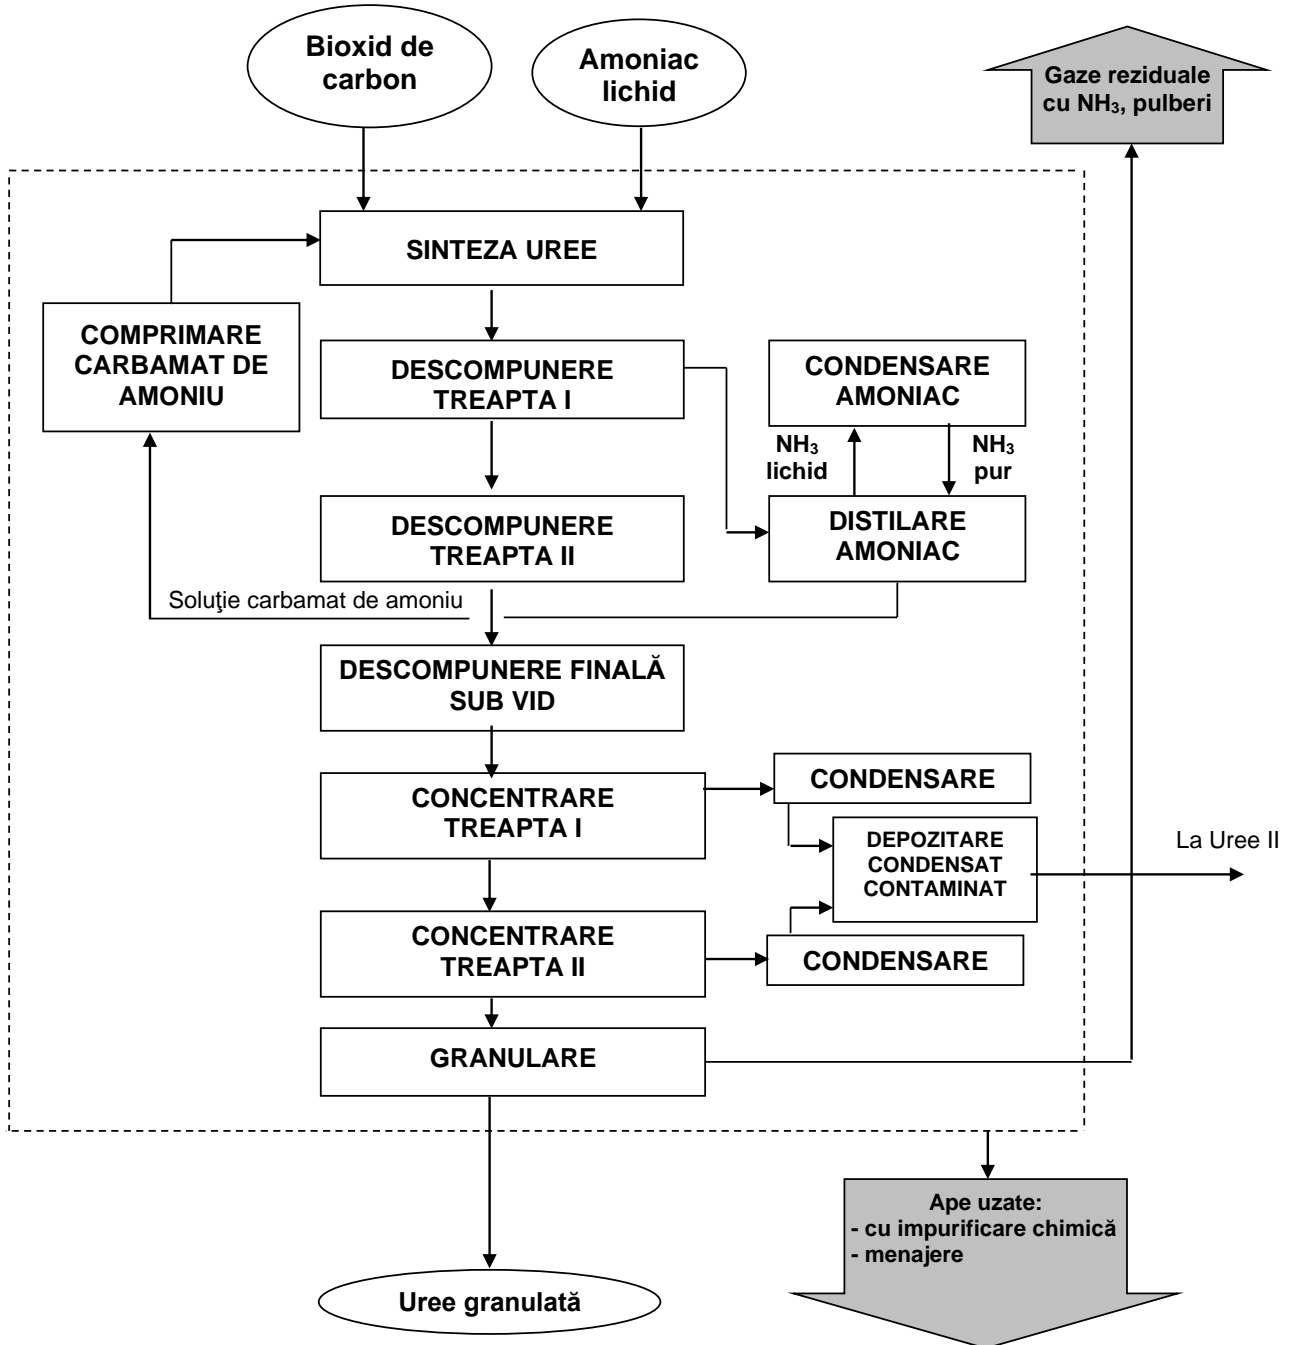 Bioxid de
carbon
Amoniac
lichid
Gaze reziduale
cu NH₃, pulberi
SINTEZA UREE
COMPRIMARE
CARBAMAT DE
AMONIU
DESCOMPUNERE
TREAPTA I
CONDENSARE
AMONIAC
NH₃
lichid
NH₃
pur
DESCOMPUNERE
TREAPTA II
DISTILARE
AMONIAC
Soluţie carbamat de amoniu
DESCOMPUNERE FINALĂ
SUB VID
CONCENTRARE
TREAPTA I
CONDENSARE
DEPOZITARE
CONDENSAT
CONTAMINAT
La Uree II
CONCENTRARE
TREAPTA II
CONDENSARE
GRANULARE
Ape uzate:
- cu impurificare chimică
- menajere
Uree granulată